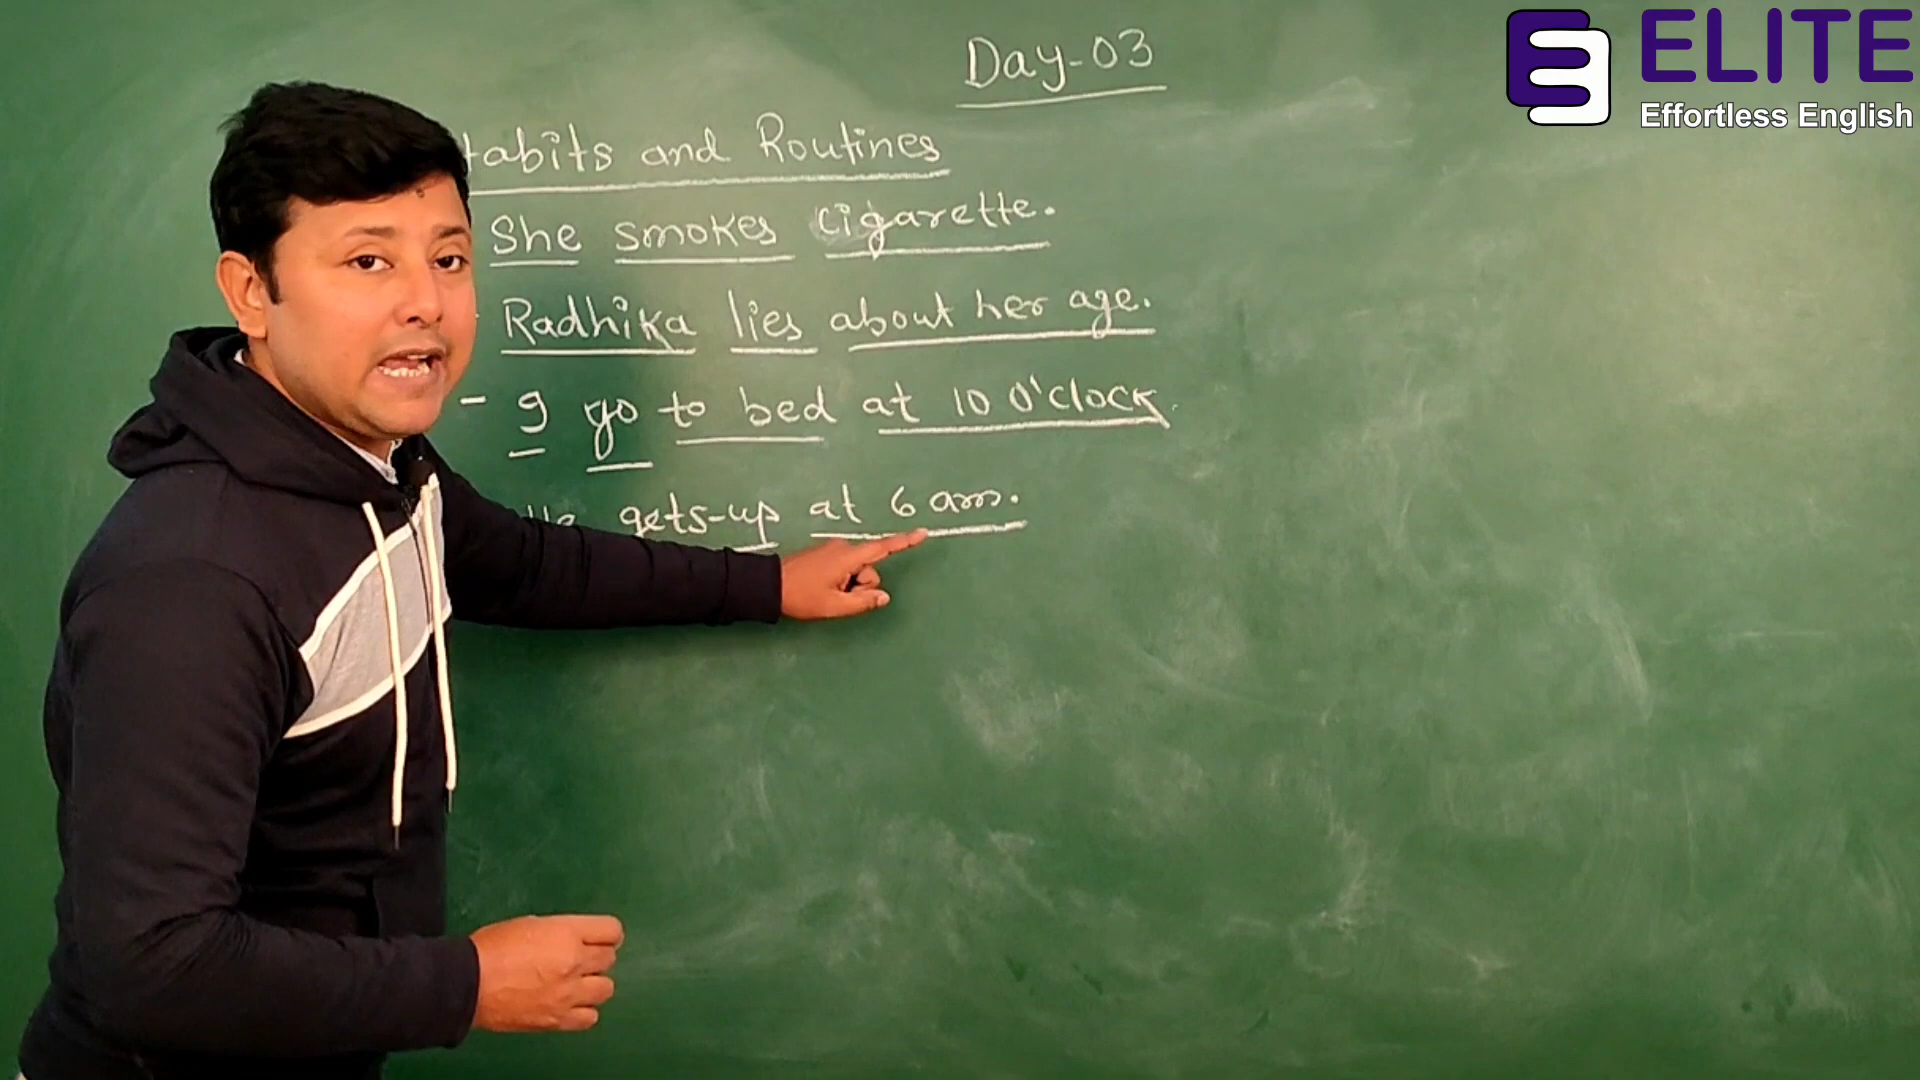 Day-03
ELITE
Effortless English
Habits and Routines
She smokes cigarette.
Radhika lies about her age.
- I go to bed at 10 O'clock.
He gets-up at 6 am.